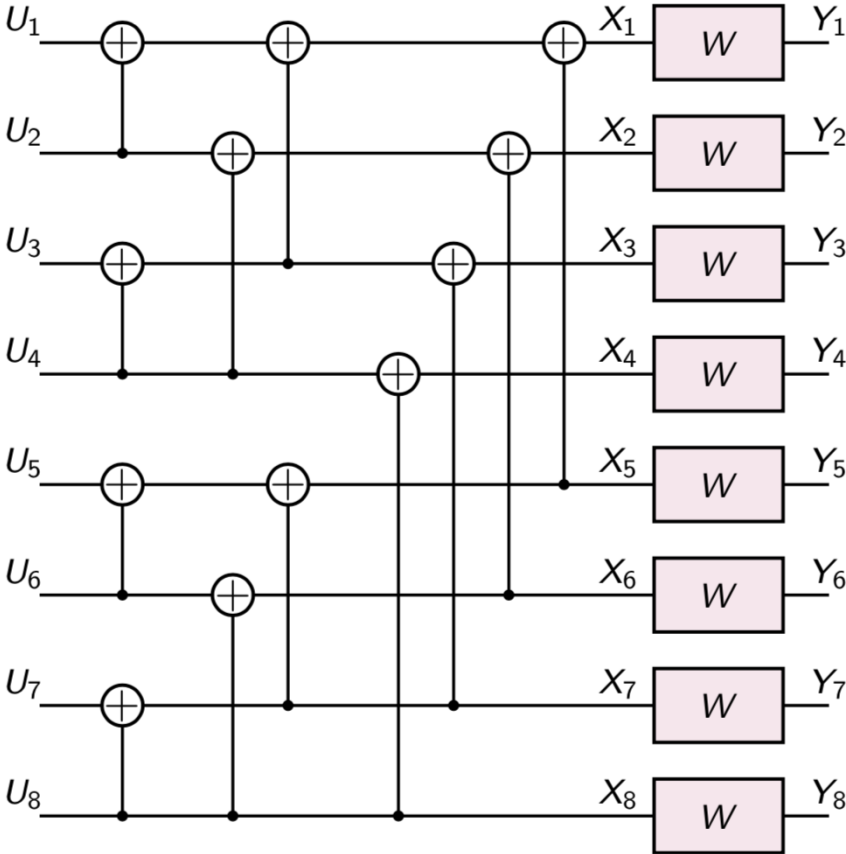 U₁ X₁ W Y₁
U₂ X₂ W Y₂
U₃ X₃ W Y₃
U₄ X₄ W Y₄
U₅ X₅ W Y₅
U₆ X₆ W Y₆
U₇ X₇ W Y₇
U₈ X₈ W Y₈